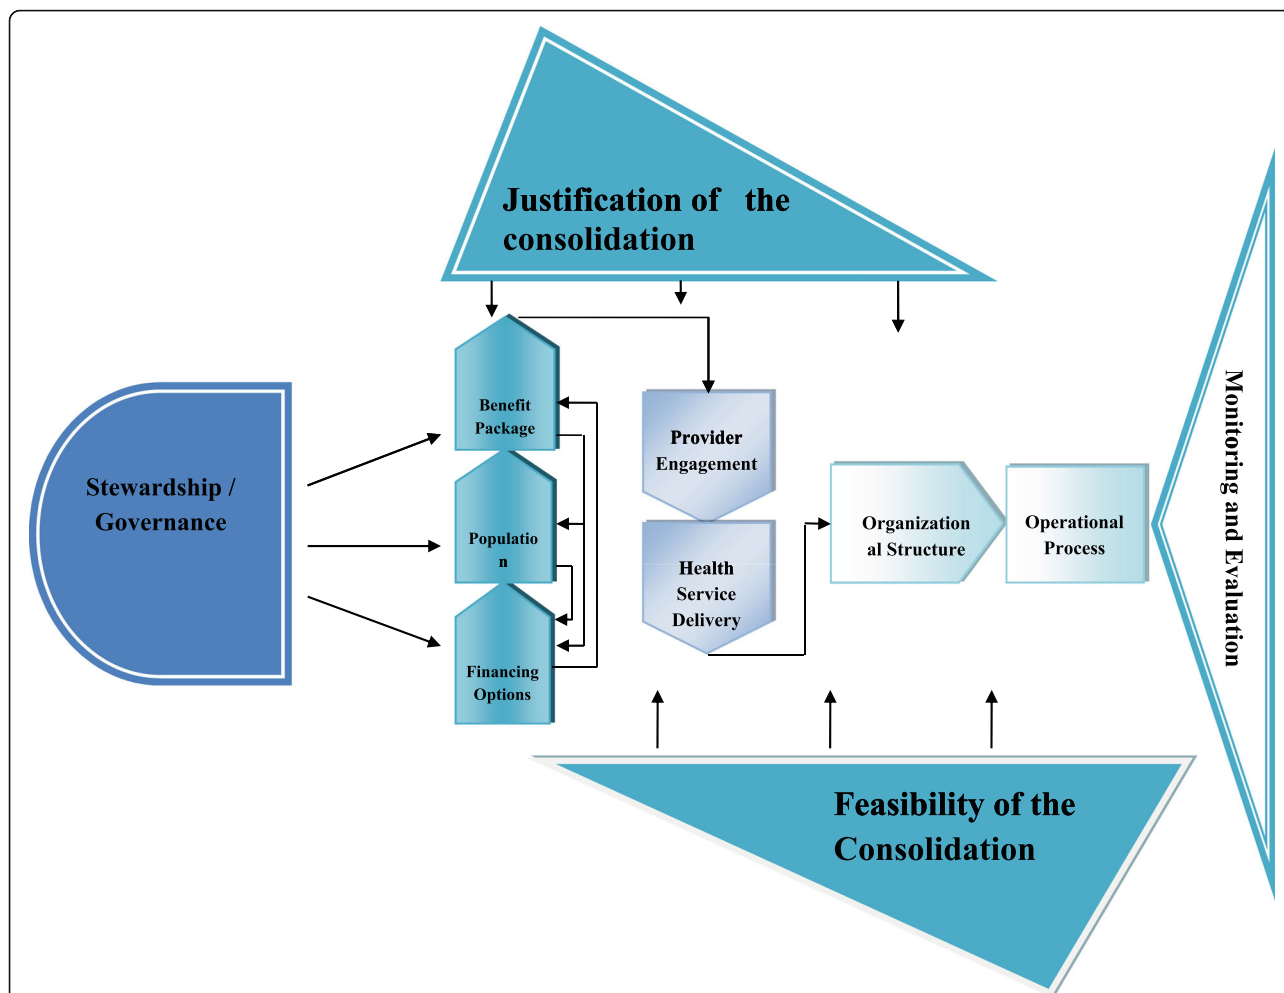 Justification of the
consolidation
Stewardship /
Governance
Benefit
Package
Populatio
n
Financing
Options
Provider
Engagement
Health
Service
Delivery
Organization
al Structure
Operational
Process
Monitoring and Evaluation
Feasibility of the
Consolidation